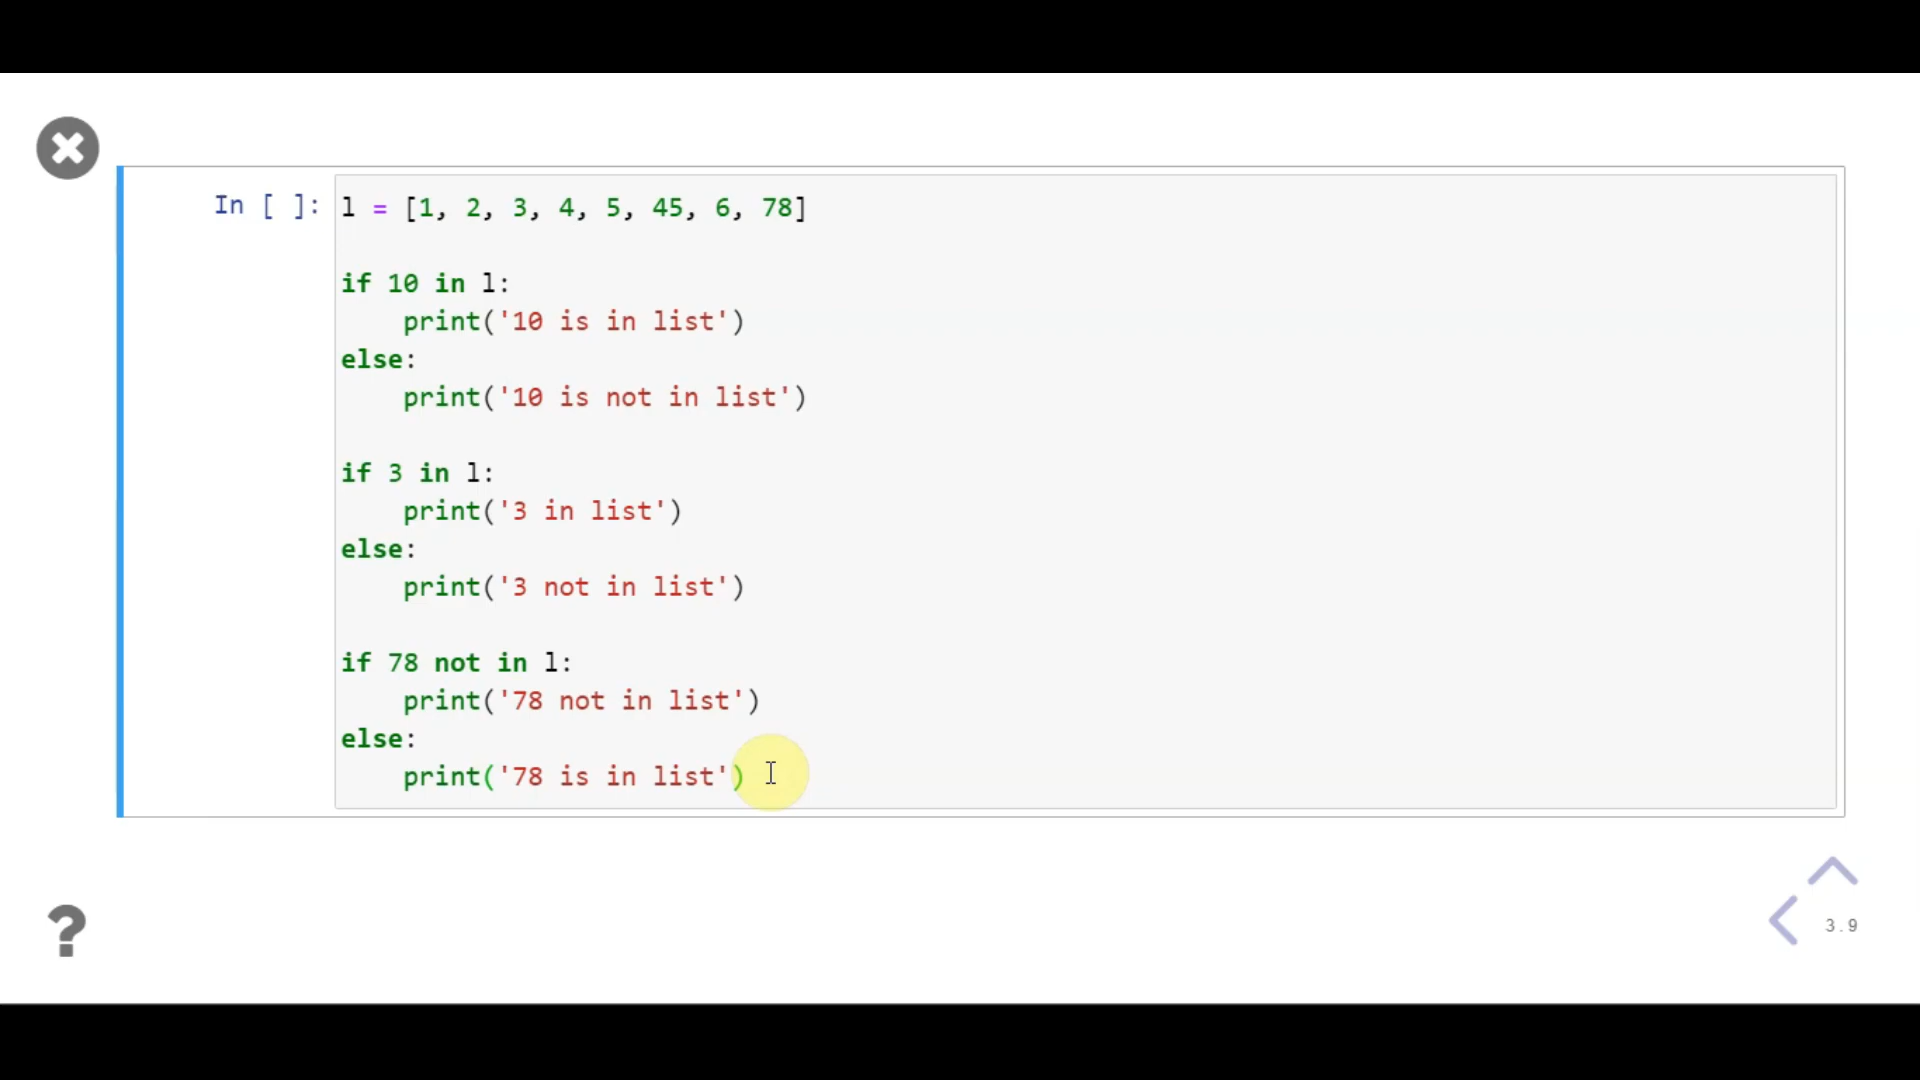 In [ ]: l = [1, 2, 3, 4, 5, 45, 6, 78]
if 10 in l:
print('10 is in list')
else:
print('10 is not in list')
if 3 in l:
print('3 in list')
else:
print('3 not in list')
if 78 not in l:
print('78 not in list')
else:
print('78 is in list')
?
3.9